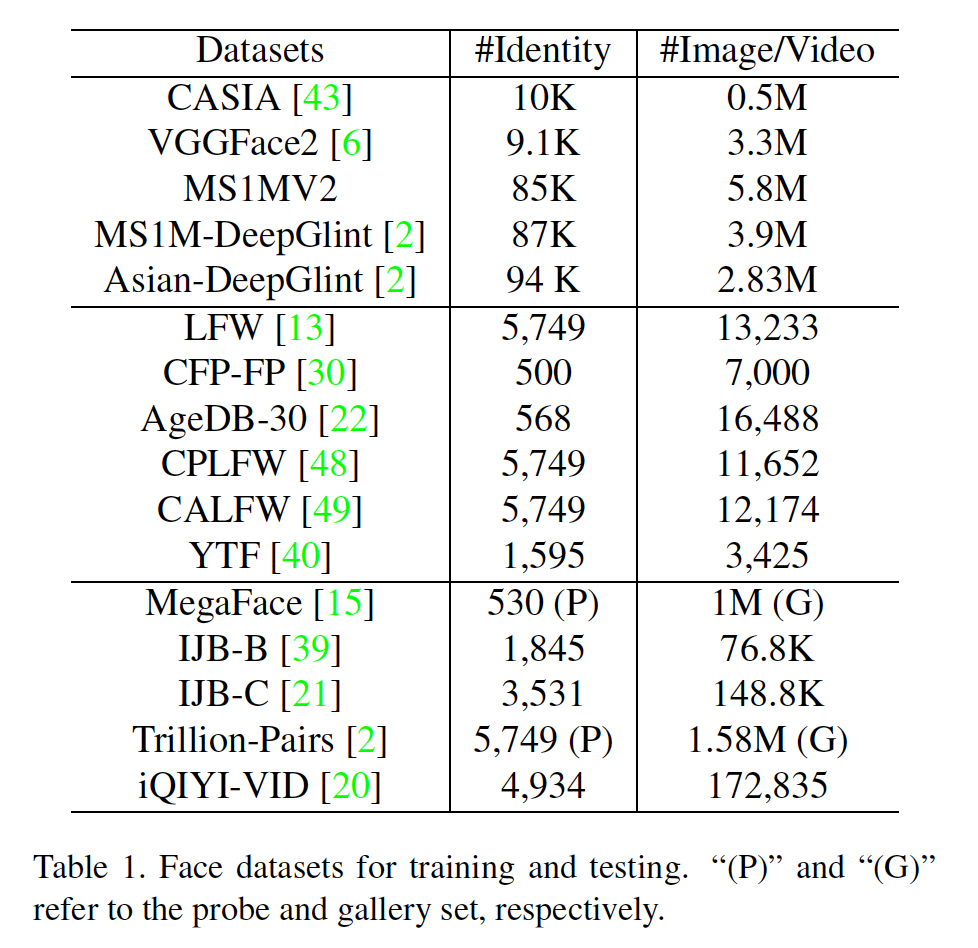 Datasets #Identity #Image/Video
CASIA [43] 10K 0.5M
VGGFace2 [6] 9.1K 3.3M
MS1MV2 85K 5.8M
MS1M-DeepGlint [2] 87K 3.9M
Asian-DeepGlint [2] 94 K 2.83M
LFW [13] 5,749 13,233
CFP-FP [30] 500 7,000
AgeDB-30 [22] 568 16,488
CPLFW [48] 5,749 11,652
CALFW [49] 5,749 12,174
YTF [40] 1,595 3,425
MegaFace [15] 530 (P) 1M (G)
IJB-B [39] 1,845 76.8K
IJB-C [21] 3,531 148.8K
Trillion-Pairs [2] 5,749 (P) 1.58M (G)
iQIYI-VID [20] 4,934 172,835
Table 1. Face datasets for training and testing. “(P)” and “(G)”
refer to the probe and gallery set, respectively.